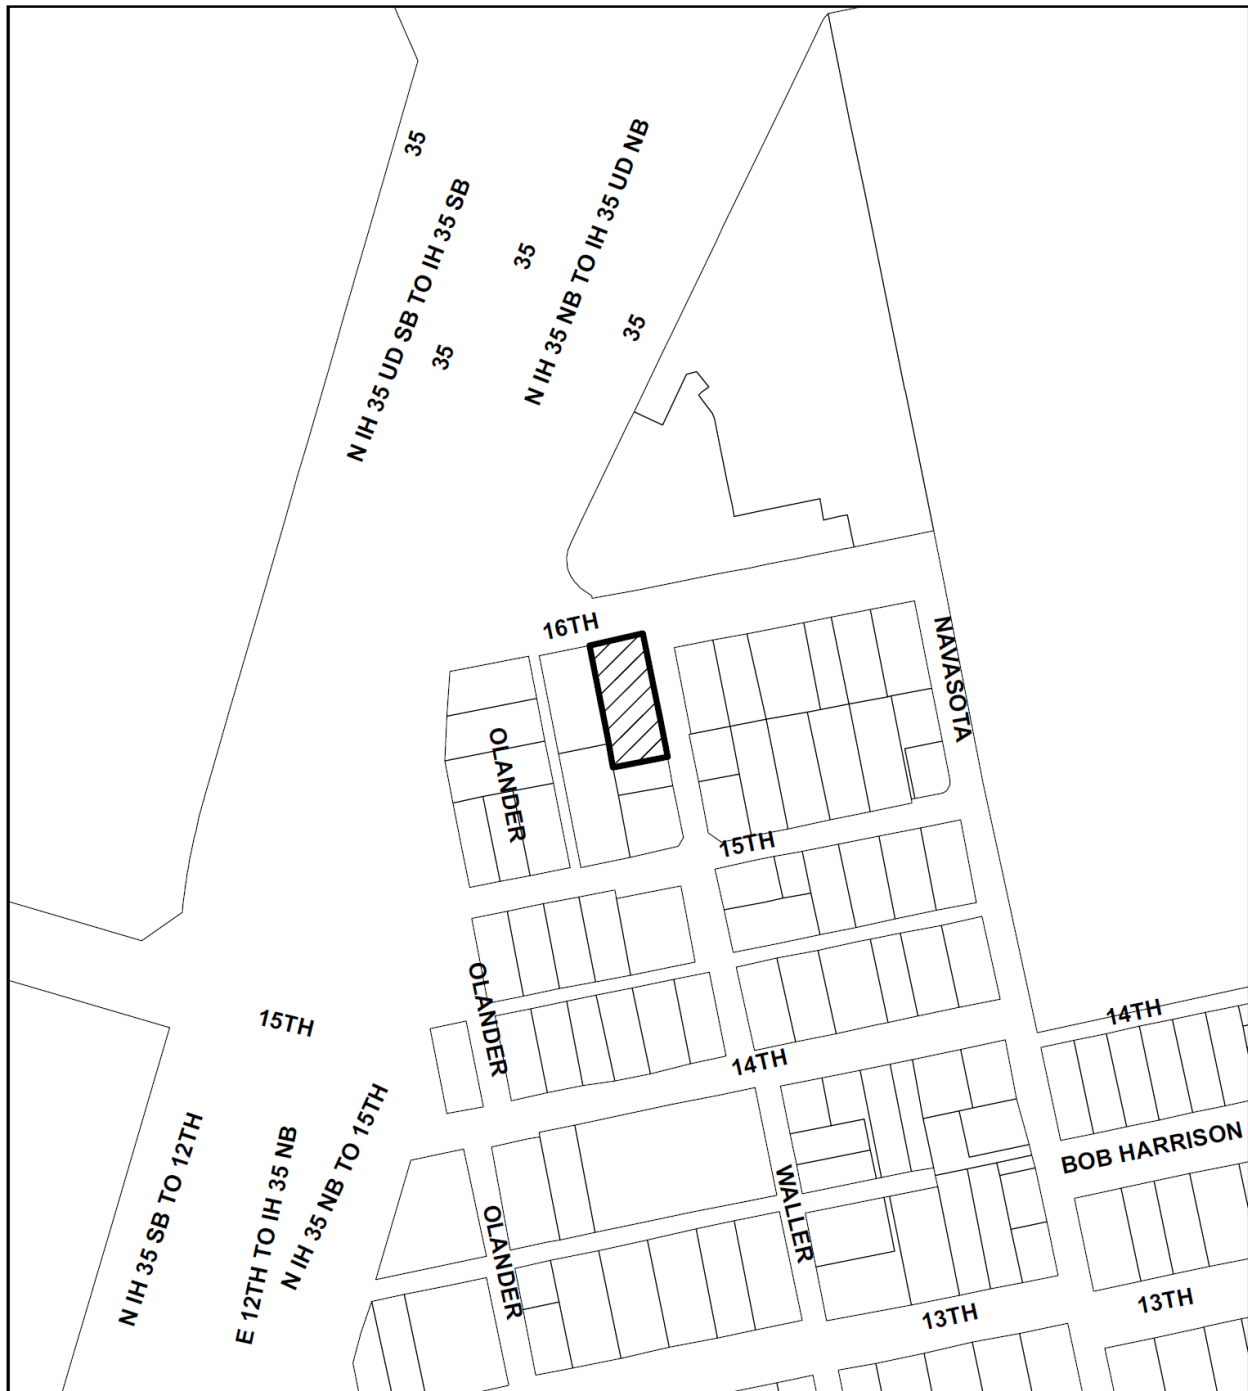 35
N IH 35 UD SB TO IH 35 SB
35
N IH 35 NB TO IH 35 UD NB
35
35
16TH
NAVASOTA
OLANDER
15TH
OLANDER
15TH
14TH
14TH
BOB HARRISON
WALLER
OLANDER
N IH 35 SB TO 12TH
E 12TH TO IH 35 NB
N IH 35 NB TO 15TH
13TH
13TH